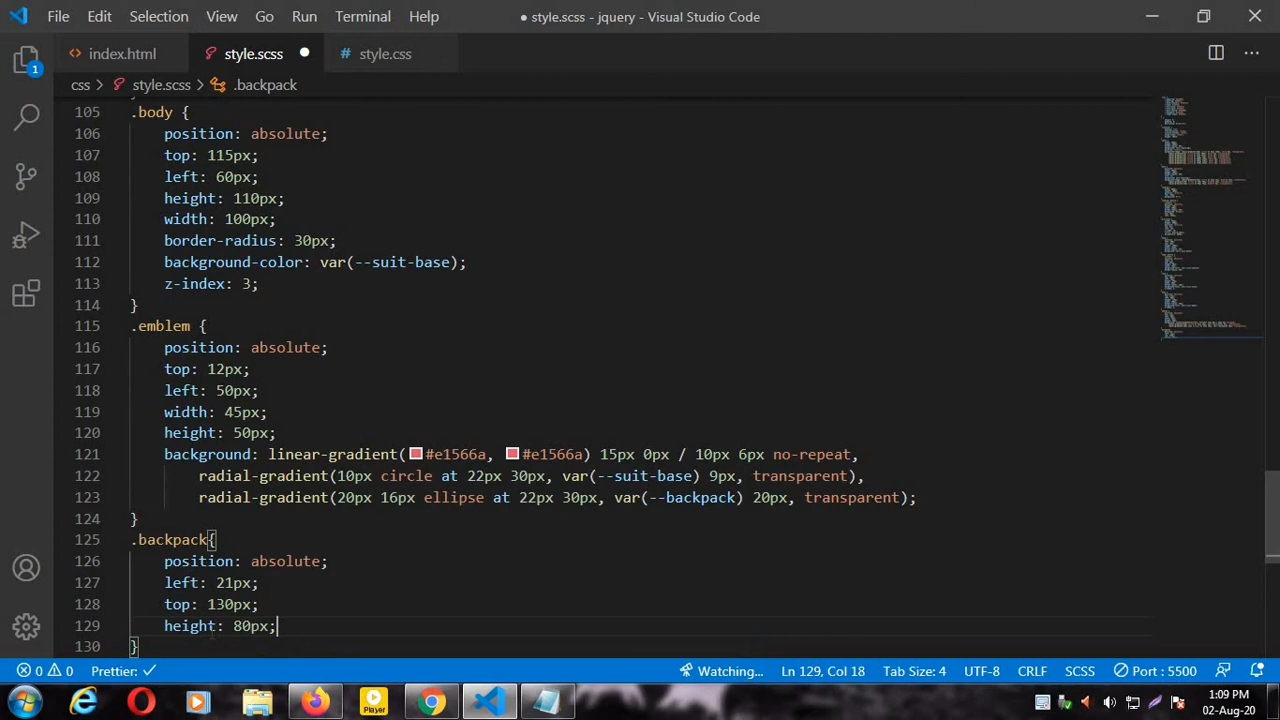 File Edit Selection View Go Run Terminal Help
● style.scss - jquery - Visual Studio Code
index.html style.scss ● # style.css
css > style.scss > .backpack
105 .body {
106 position: absolute;
107 top: 115px;
108 left: 60px;
109 height: 110px;
110 width: 100px;
111 border-radius: 30px;
112 background-color: var(--suit-base);
113 z-index: 3;
114 }
115 .emblem {
116 position: absolute;
117 top: 12px;
118 left: 50px;
119 width: 45px;
120 height: 50px;
121 background: linear-gradient(#e1566a, #e1566a) 15px 0px / 10px 6px no-repeat,
122 radial-gradient(10px circle at 22px 30px, var(--suit-base) 9px, transparent),
123 radial-gradient(20px 16px ellipse at 22px 30px, var(--backpack) 20px, transparent);
124 }
125 .backpack{
126 position: absolute;
127 left: 21px;
128 top: 130px;
129 height: 80px;
130 }
1
0 0 Prettier: ✓ Watching... Ln 129, Col 18 Tab Size: 4 UTF-8 CRLF SCSS Port : 5500
Player
1:09 PM
02-Aug-20